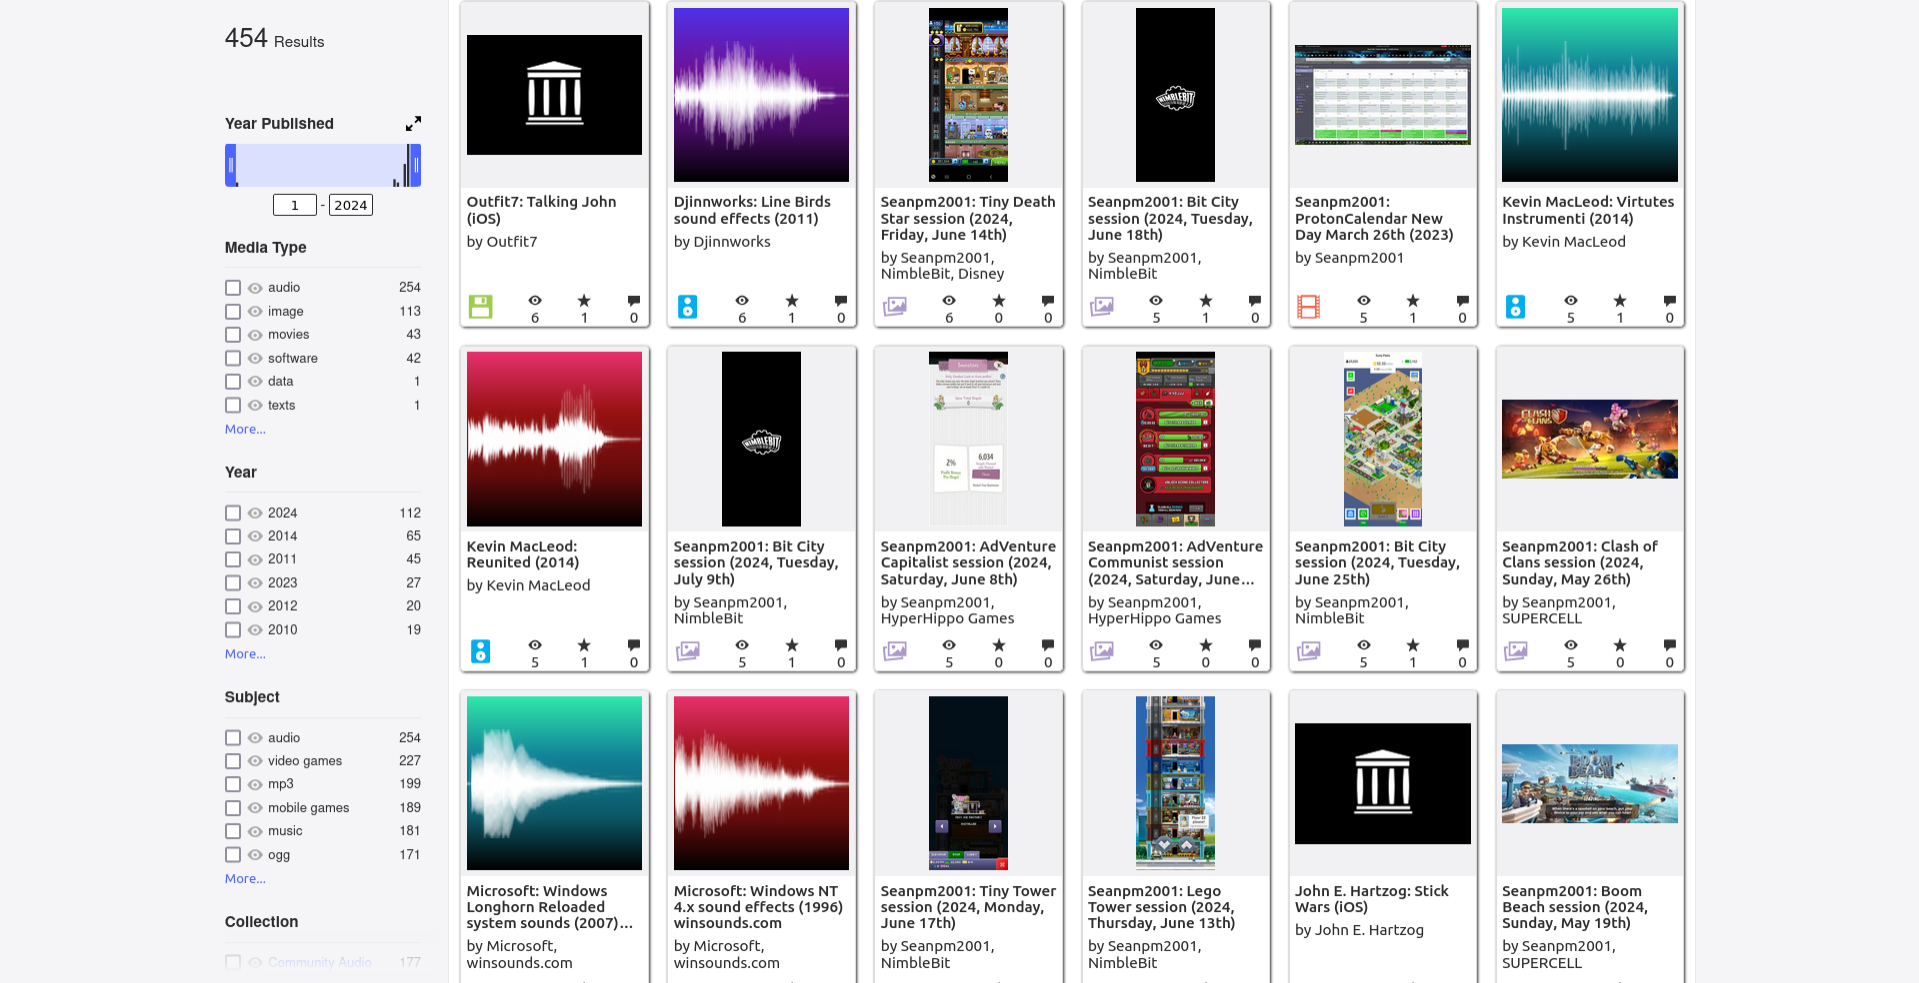 454 Results
Year Published
1 - 2024
Media Type
audio 254
image 113
movies 43
software 42
data 1
texts 1
More...
Year
2024 112
2014 65
2011 45
2023 27
2012 20
2010 19
More...
Subject
audio 254
video games 227
mp3 199
mobile games 189
music 181
ogg 171
More...
Collection
Community Audio 177
Outfit7: Talking John
(iOS)
by Outfit7
6 1 0
Djinnworks: Line Birds
sound effects (2011)
by Djinnworks
6 1 0
Seanpm2001: Tiny Death
Star session (2024,
Friday, June 14th)
by Seanpm2001,
NimbleBit, Disney
6 0 0
NIMBLEBIT
Seanpm2001: Bit City
session (2024, Tuesday,
June 18th)
by Seanpm2001,
NimbleBit
5 1 0
Seanpm2001:
ProtonCalendar New
Day March 26th (2023)
by Seanpm2001
5 1 0
Kevin MacLeod: Virtutes
Instrumenti (2014)
by Kevin MacLeod
5 1 0
Kevin MacLeod:
Reunited (2014)
by Kevin MacLeod
5 1 0
NIMBLEBIT
Seanpm2001: Bit City
session (2024, Tuesday,
July 9th)
by Seanpm2001,
NimbleBit
5 1 0
2%
6,034
Seanpm2001: AdVenture
Capitalist session (2024,
Saturday, June 8th)
by Seanpm2001,
HyperHippo Games
5 0 0
Seanpm2001: AdVenture
Communist session
(2024, Saturday, June...
by Seanpm2001,
HyperHippo Games
5 0 0
Seanpm2001: Bit City
session (2024, Tuesday,
June 25th)
by Seanpm2001,
NimbleBit
5 1 0
CLASH OF CLANS
Seanpm2001: Clash of
Clans session (2024,
Sunday, May 26th)
by Seanpm2001,
SUPERCELL
5 0 0
Microsoft: Windows
Longhorn Reloaded
system sounds (2007)...
by Microsoft,
winsounds.com
Microsoft: Windows NT
4.x sound effects (1996)
winsounds.com
by Microsoft,
winsounds.com
Seanpm2001: Tiny Tower
session (2024, Monday,
June 17th)
by Seanpm2001,
NimbleBit
Seanpm2001: Lego
Tower session (2024,
Thursday, June 13th)
by Seanpm2001,
NimbleBit
John E. Hartzog: Stick
Wars (iOS)
by John E. Hartzog
BOOM BEACH
Seanpm2001: Boom
Beach session (2024,
Sunday, May 19th)
by Seanpm2001,
SUPERCELL